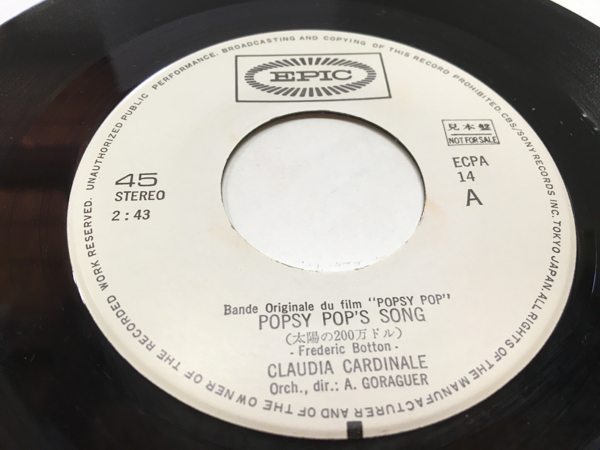 UNAUTHORIZED PUBLIC PERFORMANCE. BROADCASTING AND COPYING OF THIS RECORD PROHIBITED. CBS/SONY RECORDS INC. TOKYO JAPAN. ALL RIGHTS OF THE MANUFACTURER AND OF THE OWNER OF THE RECORDED WORK RESERVED.
EPIC
見本盤
NOT FOR SALE
ECPA
14
A
45
STEREO
2:43
Bande Originale du film "POPSY POP"
POPSY POP'S SONG
(太陽の200万ドル)
- Frederic Botton -
CLAUDIA CARDINALE
Orch., dir.: A. GORAGUER